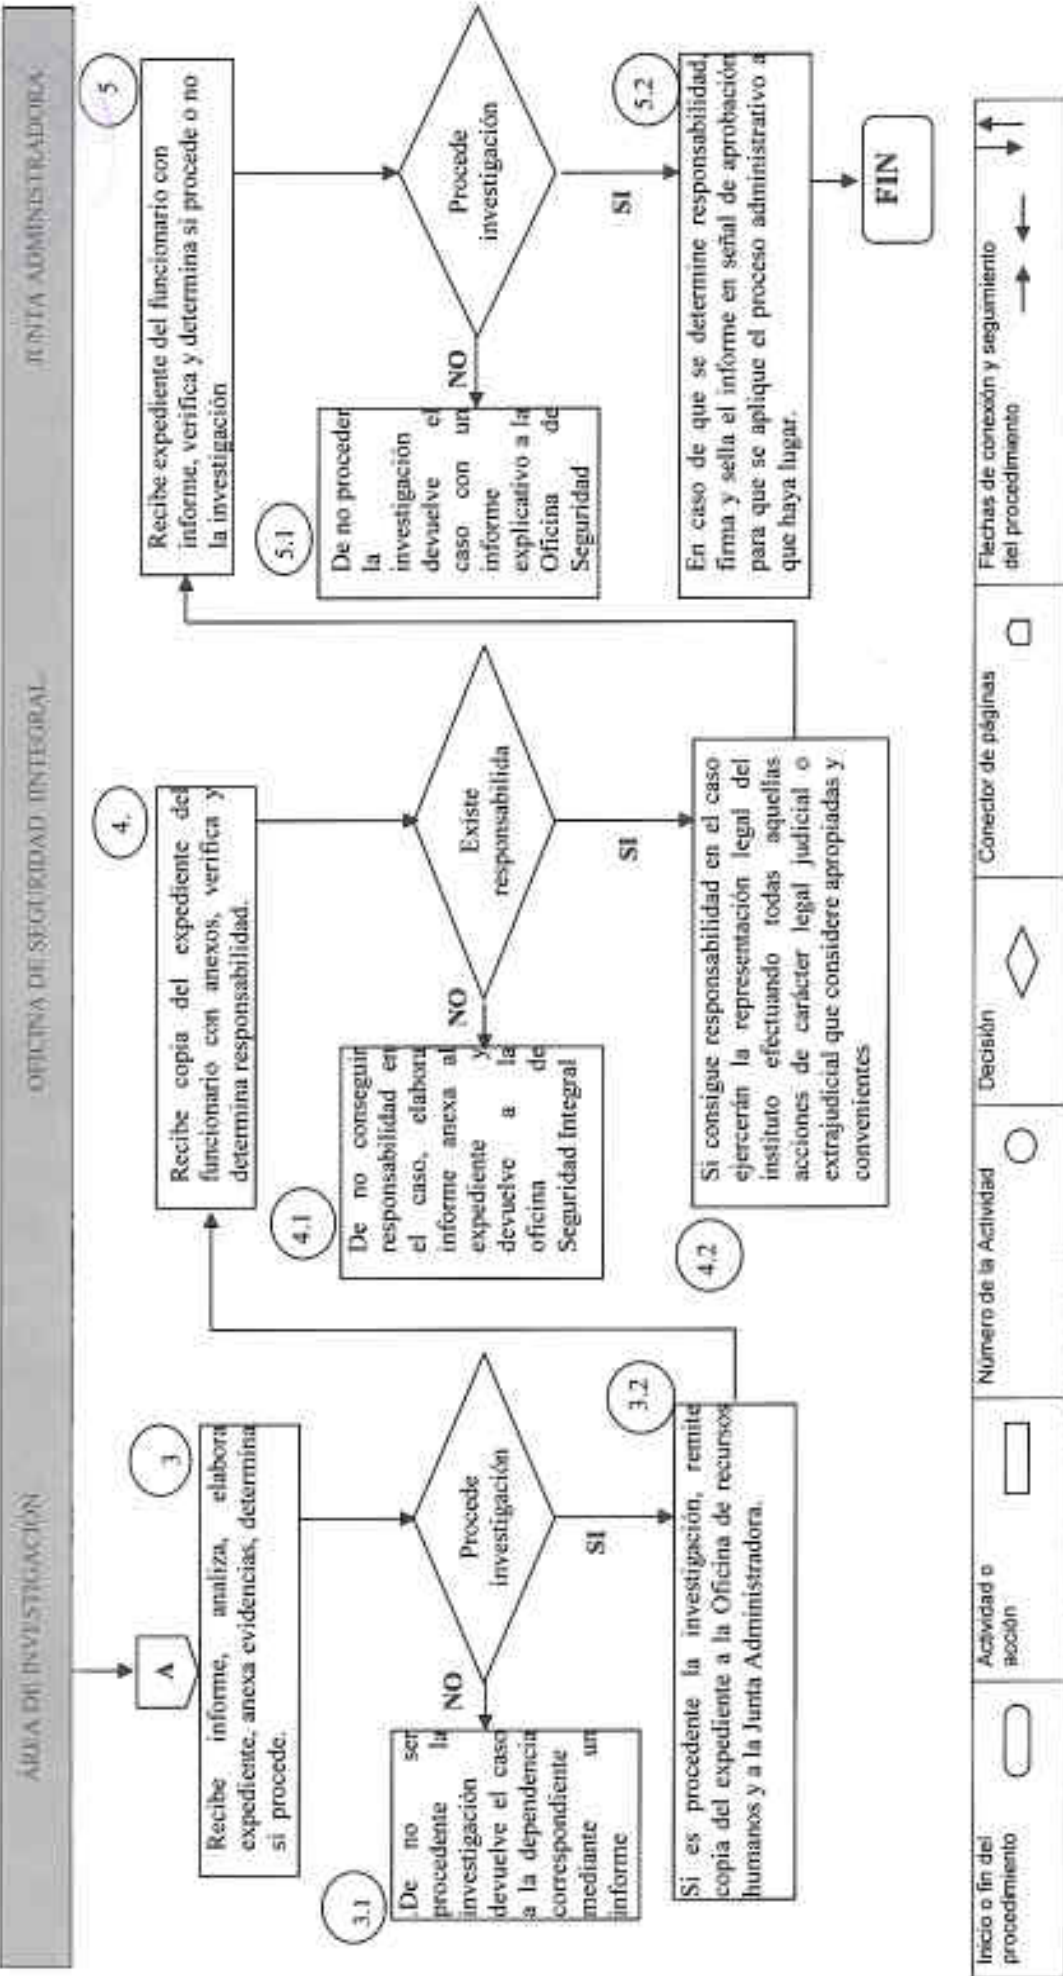 ÁREA DE INVESTIGACIÓN
OFICINA DE SEGURIDAD INTEGRAL
JUNTA ADMINISTRADORA
A
3
Recibe informe, analiza, elabora
expediente, anexa evidencias, determina
si procede.
Procede
investigación
NO
SI
3.1
De no ser
procedente la
investigación
devuelve el caso
a la dependencia
correspondiente
mediante un
informe
3.2
Si es procedente la investigación, remite
copia del expediente a la Oficina de recursos
humanos y a la Junta Administradora.
4.
Recibe copia del expediente del
funcionario con anexos, verifica y
determina responsabilidad.
Existe
responsabilida
NO
SI
4.1
De no conseguir
responsabilidad en
el caso, elabora
informe anexa al
expediente y
devuelve a la
oficina de
Seguridad Integral
4.2
Si consigue responsabilidad en el caso
ejercerán la representación legal del
instituto efectuando todas aquellas
acciones de carácter legal judicial o
extrajudicial que considere apropiadas y
convenientes
5
Recibe expediente del funcionario con
informe, verifica y determina si procede o no
la investigación
Procede
investigación
NO
SI
5.1
De no proceder
la
investigación
devuelve el
caso con un
informe
explicativo a la
Oficina de
Seguridad
5.2
En caso de que se determine responsabilidad,
firma y sella el informe en señal de aprobación
para que se aplique el proceso administrativo a
que haya lugar.
FIN
Inicio o fin del
procedimiento
Actividad o
acción
Número de la Actividad
Decisión
Conector de páginas
Flechas de conexión y seguimiento
del procedimiento